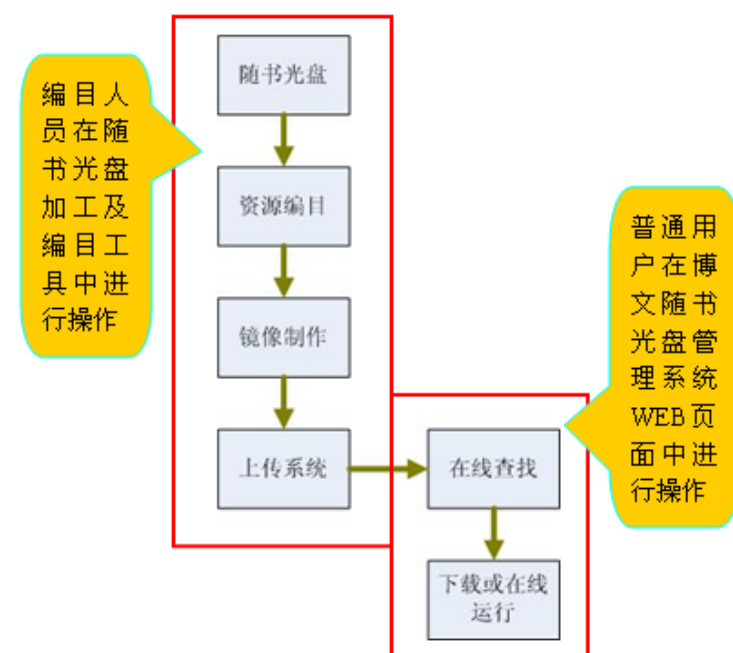 编目人
员在随
书光盘
加工及
编目工
具中进
行操作
随书光盘
资源编目
镜像制作
上传系统
在线查找
下载或在线
运行
普通用
户在博
文随书
光盘管
理系统
WEB页
面中进
行操作